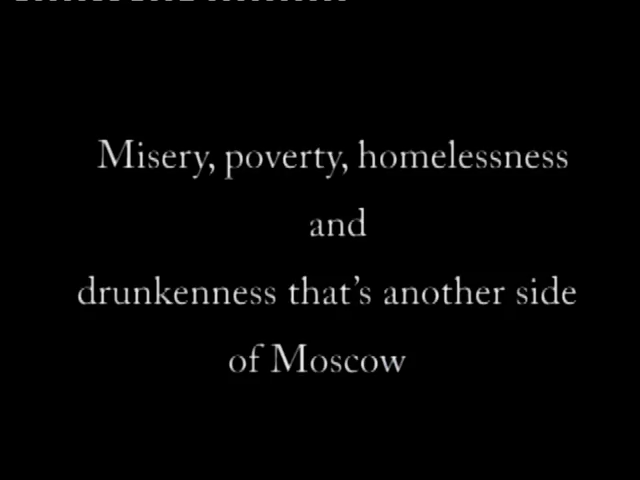 Misery, poverty, homelessness
and
drunkenness that's another side
of Moscow